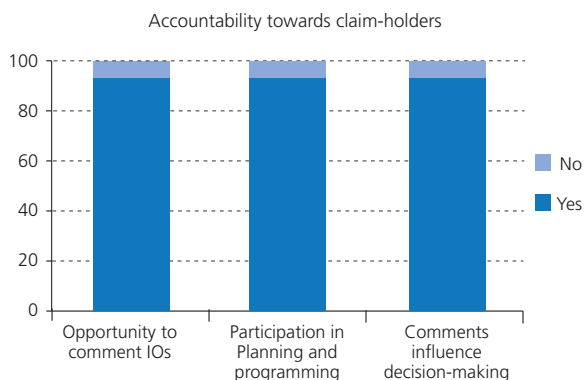 Accountability towards claim-holders
100
80
60
40
20
0
No
Yes
Opportunity to
comment IOs
Participation in
Planning and
programming
Comments
influence
decision-making